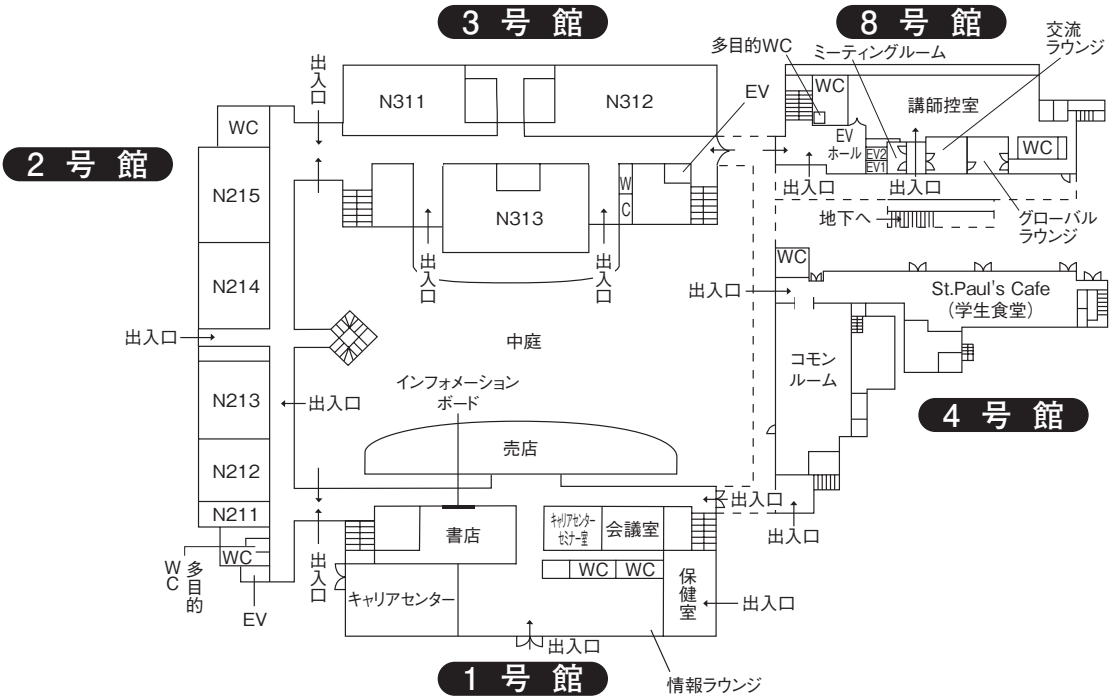 3 号 館
8 号 館
交流
ラウンジ
多目的WC
ミーティングルーム
出入口
EV
WC
講師控室
N311
N312
EV
ホール
EV2
EV1
WC
WC
2 号 館
N215
N313
W
C
出入口
出入口
地下へ
グローバル
ラウンジ
出入口
出入口
WC
N214
出入口
St.Paul's Cafe
(学生食堂)
出入口
中庭
コモン
ルーム
インフォメーション
ボード
N213
出入口
4 号 館
売店
N212
出入口
N211
書店
キャリアセンター
セミナー室
会議室
出入口
WC
多目的
WC
出入口
WC
WC
保健室
キャリアセンター
出入口
EV
出入口
1 号 館
情報ラウンジ